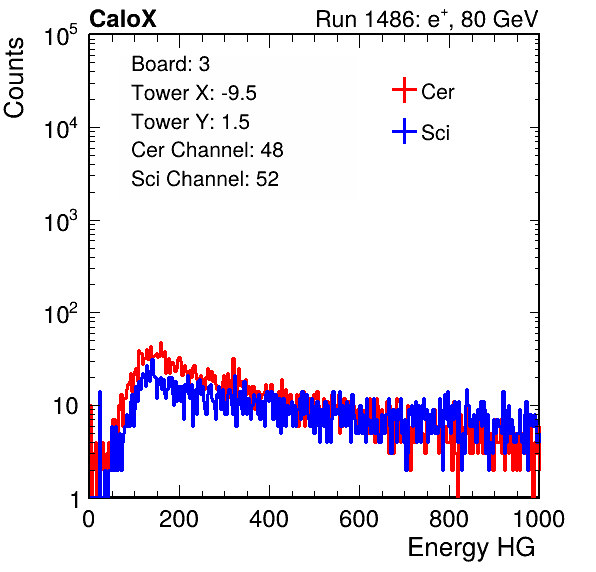 CaloX Run 1486: e⁺, 80 GeV
Board: 3
Tower X: -9.5
Tower Y: 1.5
Cer Channel: 48
Sci Channel: 52
Cer
Sci
Counts
10⁵
10⁴
10³
10²
10
1
0 200 400 600 800 1000
Energy HG